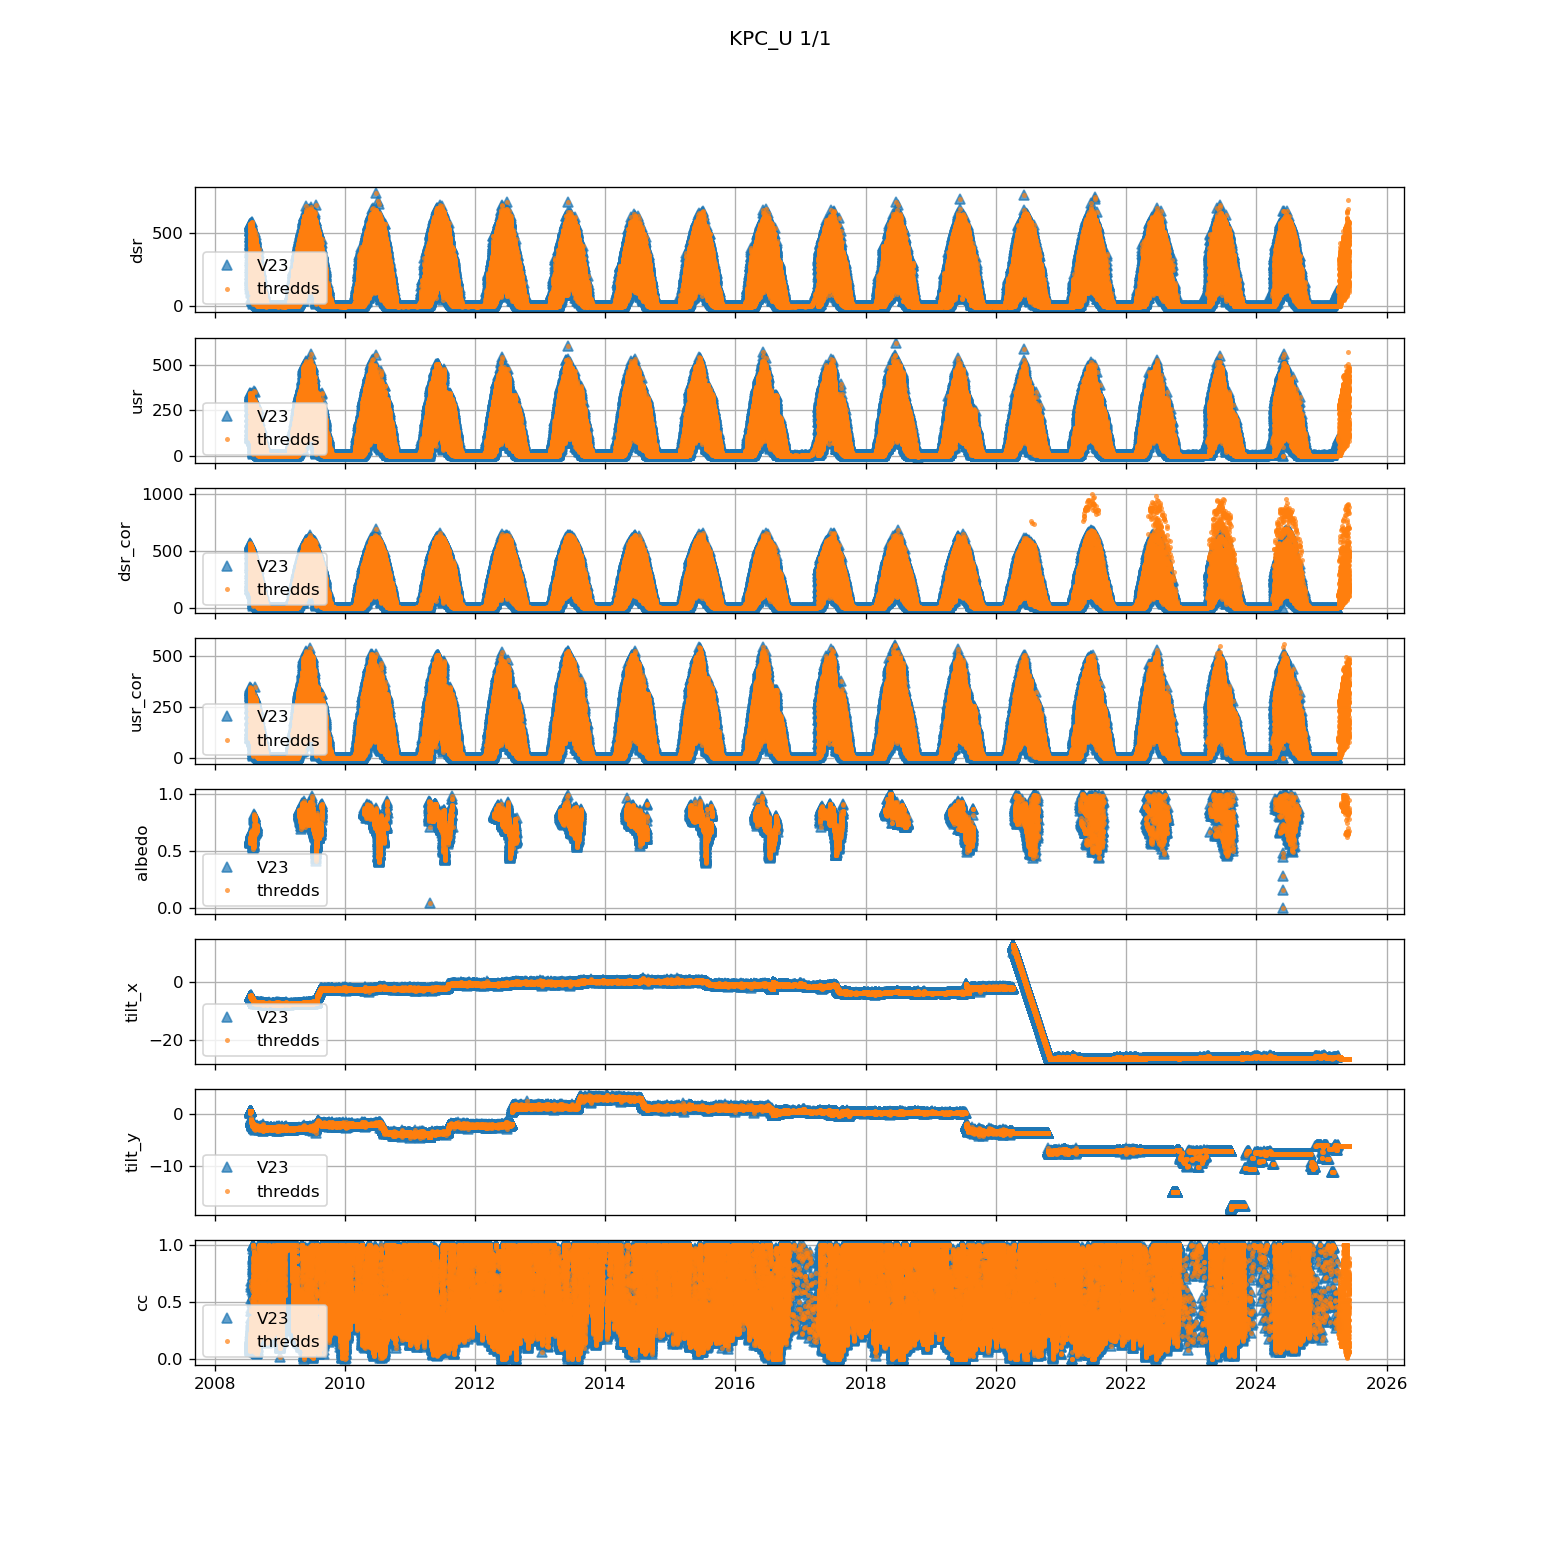 KPC_U 1/1
dsr
500
0
V23
thredds
usr
500
250
0
V23
thredds
dsr_cor
1000
500
0
V23
thredds
usr_cor
500
250
0
V23
thredds
albedo
1.0
0.5
0.0
V23
thredds
tilt_x
0
−20
V23
thredds
tilt_y
0
−10
V23
thredds
cc
1.0
0.5
0.0
V23
thredds
2008 2010 2012 2014 2016 2018 2020 2022 2024 2026